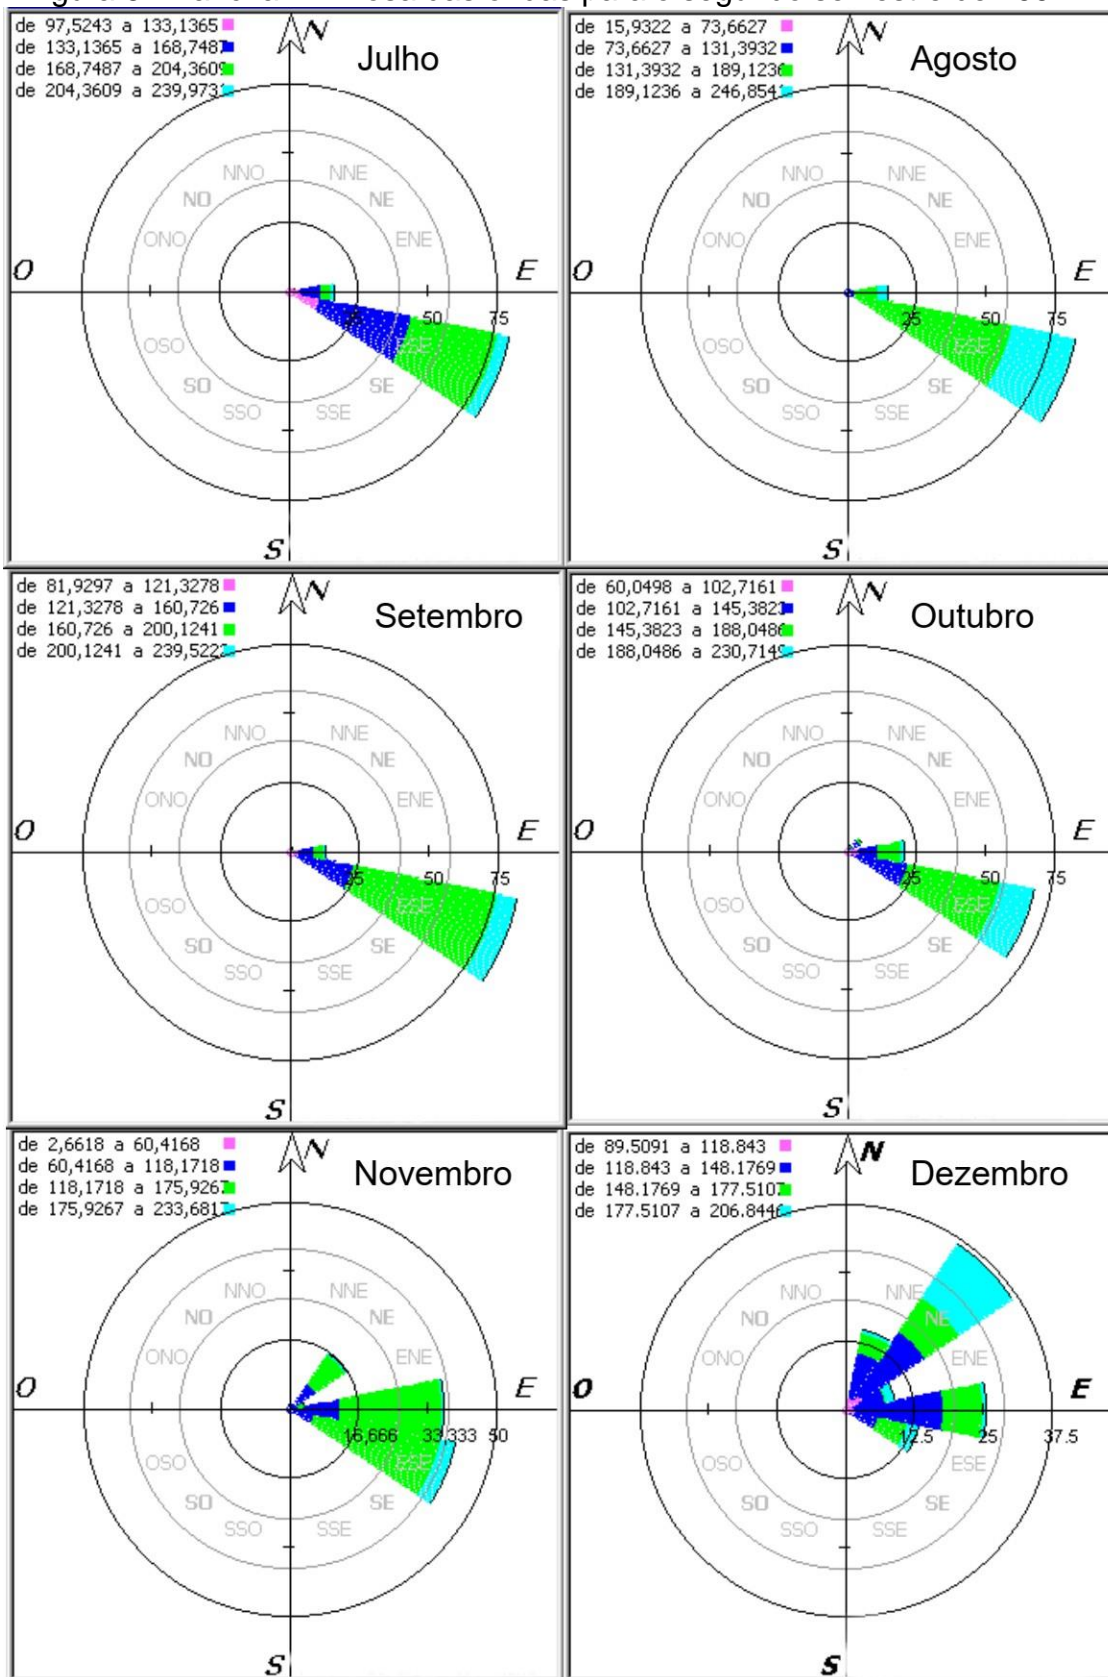 de 97,5243 a 133,1365
de 133,1365 a 168,7487
de 168,7487 a 204,3609
de 204,3609 a 239,973
N
Julho
NNO
NNE
NO
NE
ONO
ENE
O
E
25
50
75
OSO
ESE
SO
SE
SSO
SSE
S
de 15,9322 a 73,6627
de 73,6627 a 131,3932
de 131,3932 a 189,1236
de 189,1236 a 246,854
N
Agosto
NNO
NNE
NO
NE
ONO
ENE
O
E
25
50
75
OSO
ESE
SO
SE
SSO
SSE
S
de 81,9297 a 121,3278
de 121,3278 a 160,726
de 160,726 a 200,1241
de 200,1241 a 239,522
N
Setembro
NNO
NNE
NO
NE
ONO
ENE
O
E
25
50
75
OSO
ESE
SO
SE
SSO
SSE
S
de 60,0498 a 102,7161
de 102,7161 a 145,3823
de 145,3823 a 188,0486
de 188,0486 a 230,7149
N
Outubro
NNO
NNE
NO
NE
ONO
ENE
O
E
25
50
75
OSO
ESE
SO
SE
SSO
SSE
S
de 2,6618 a 60,4168
de 60,4168 a 118,1718
de 118,1718 a 175,9267
de 175,9267 a 233,6817
N
Novembro
NNO
NNE
NO
NE
ONO
ENE
O
E
16,666
33,333
50
OSO
ESE
SO
SE
SSO
SSE
S
de 89.5091 a 118.843
de 118.843 a 148.1769
de 148.1769 a 177.5107
de 177.5107 a 206.8446
N
Dezembro
NNO
NNE
NO
NE
ONO
ENE
O
E
12.5
25
37.5
OSO
ESE
SO
SE
SSO
SSE
S